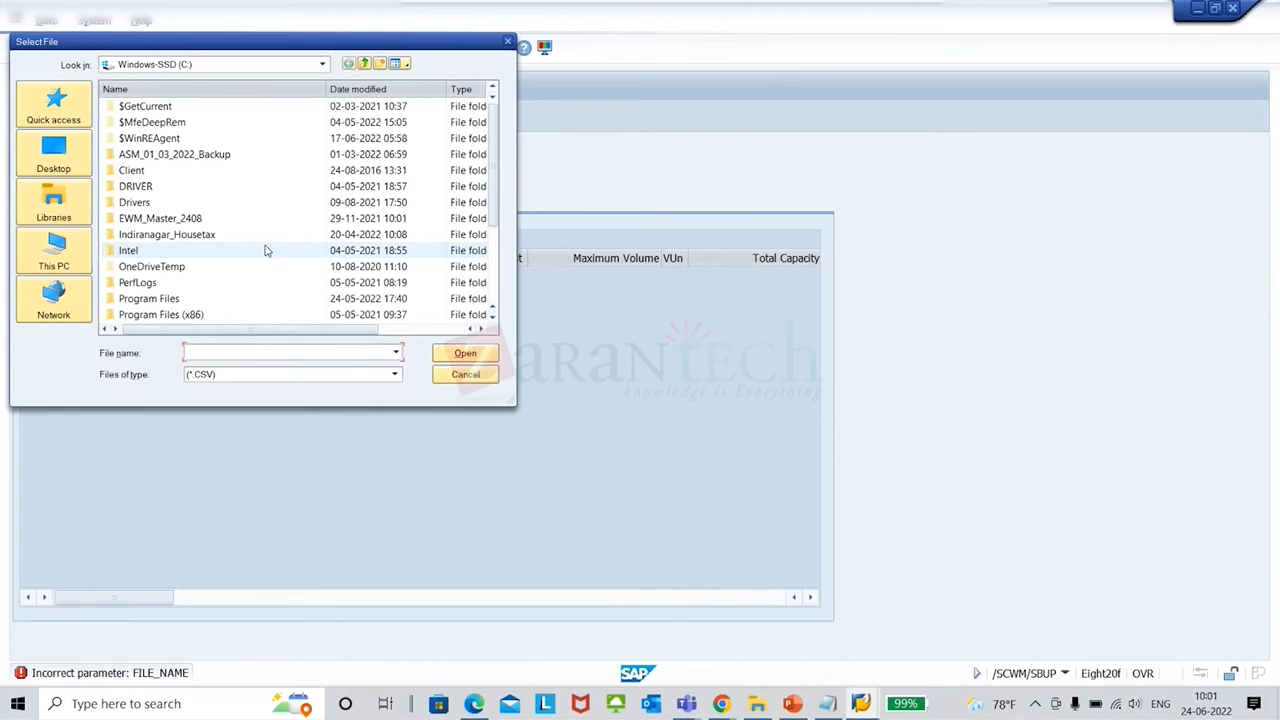 Goto System Help
Select File
Look in: Windows-SSD (C:)
Name Date modified Type
$GetCurrent 02-03-2021 10:37 File fold
$MfeDeepRem 04-05-2022 15:05 File fold
$WinREAgent 17-06-2022 05:58 File fold
ASM_01_03_2022_Backup 01-03-2022 06:59 File fold
Client 24-08-2016 13:31 File fold
DRIVER 04-05-2021 18:57 File fold
Drivers 09-08-2021 17:50 File fold
EWM_Master_2408 29-11-2021 10:01 File fold
Indiranagar_Housetax 20-04-2022 10:08 File fold
Intel 04-05-2021 18:55 File fold
OneDriveTemp 10-08-2020 11:10 File fold
PerfLogs 05-05-2021 08:19 File fold
Program Files 24-05-2022 17:40 File fold
Program Files (x86) 05-05-2021 09:37 File fold
Quick access
Desktop
Libraries
This PC
Network
File name: Open
Files of type: (*.CSV) Cancel
t Maximum Volume VUn Total Capacity
ZARANTECH
knowledge is Everything
Incorrect parameter: FILE_NAME
SAP
/SCWM/SBUP Eight20f OVR
Type here to search
99% 78°F ENG 10:01
24-06-2022